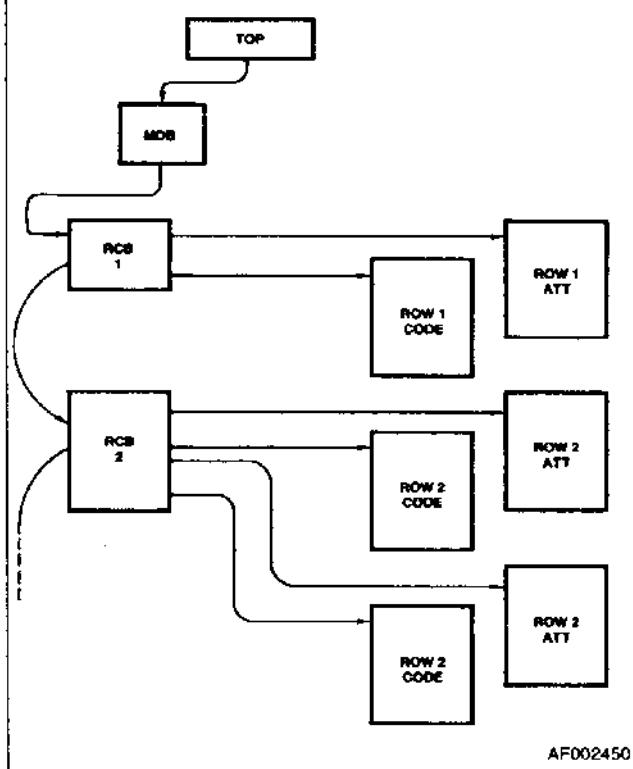 TOP
MDB
RCB
1
ROW 1
ATT
ROW 1
CODE
RCB
2
ROW 2
ATT
ROW 2
CODE
ROW 2
ATT
ROW 2
CODE
AF002450